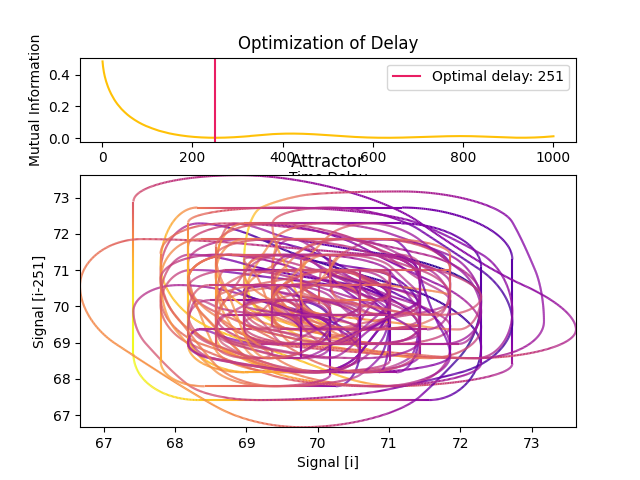 Optimization of Delay
Mutual Information
0.4
0.2
0.0
Optimal delay: 251
0 200 400 600 800 1000
Time Delay
Attractor
Signal [i-251]
73
72
71
70
69
68
67
67 68 69 70 71 72 73
Signal [i]